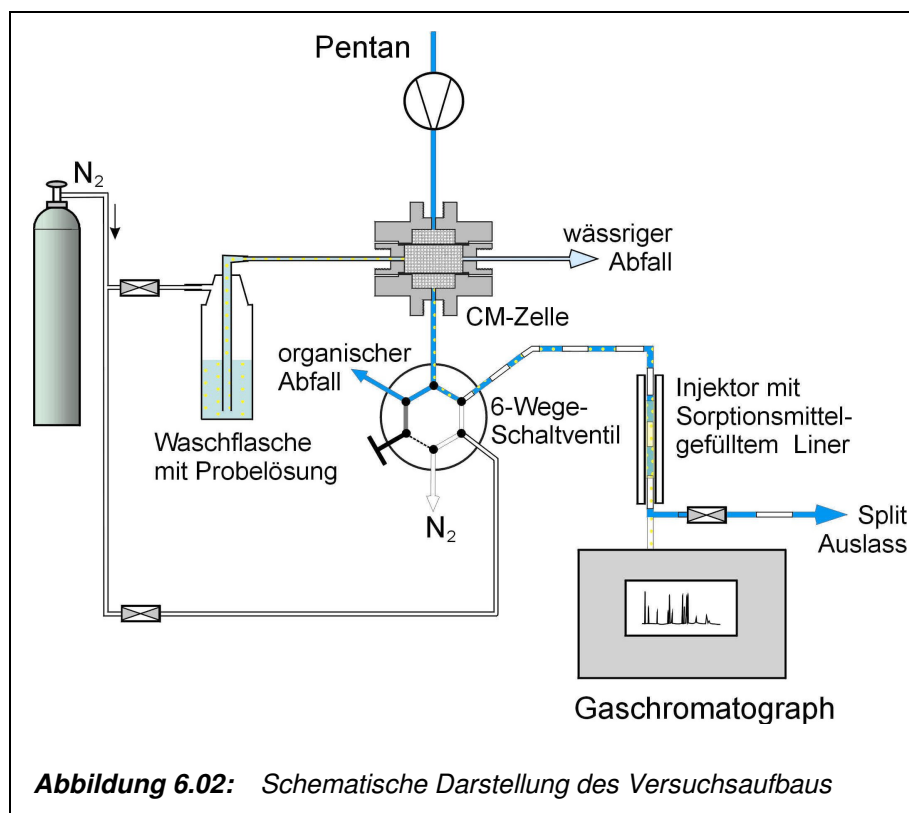 Pentan
N2
wässriger
Abfall
CM-Zelle
organischer
Abfall
6-Wege-
Schaltventil
Injektor mit
Sorptionsmittel-
gefülltem Liner
Waschflasche
mit Probelösung
N2
Split
Auslass
Gaschromatograph
Abbildung 6.02: Schematische Darstellung des Versuchsaufbaus